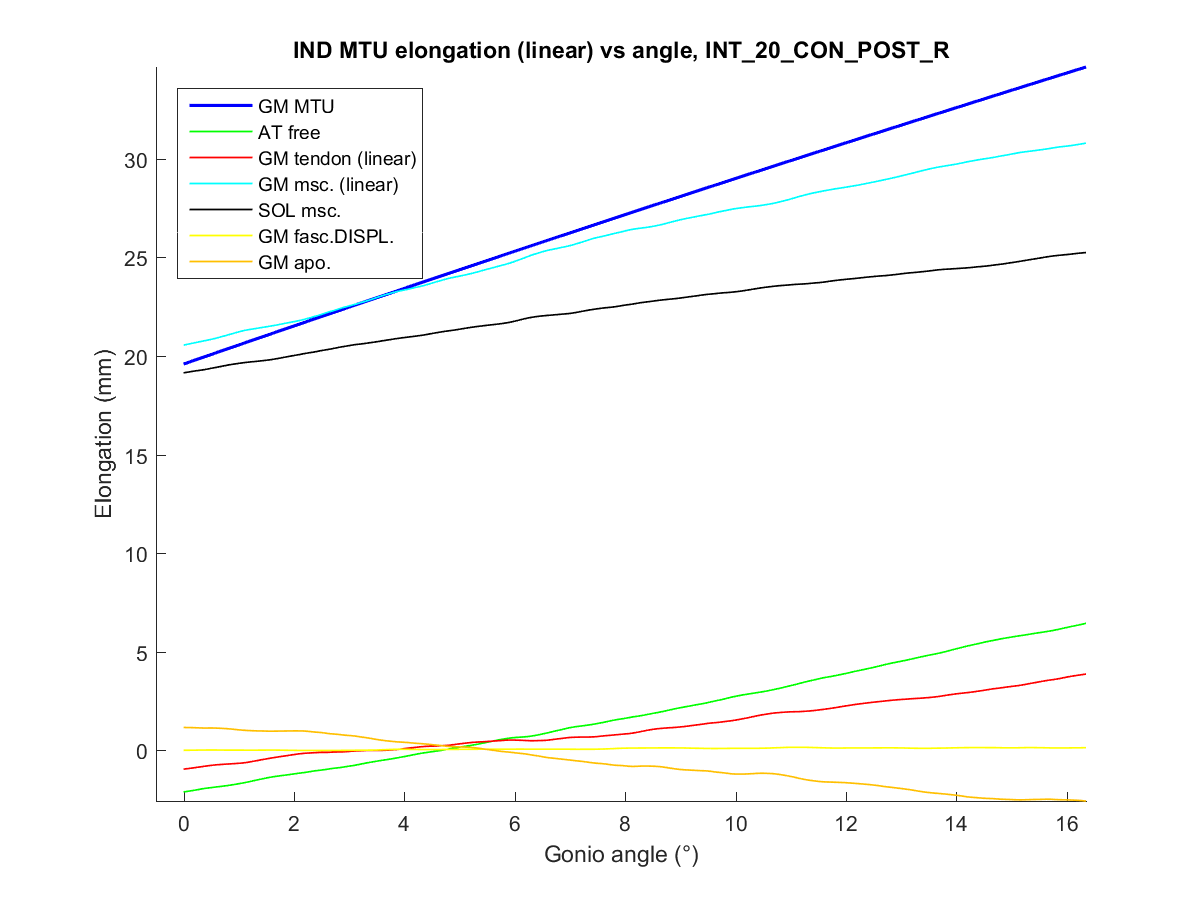 IND MTU elongation (linear) vs angle, INT_20_CON_POST_R
GM MTU
AT free
GM tendon (linear)
GM msc. (linear)
SOL msc.
GM fasc.DISPL.
GM apo.
Elongation (mm)
30
25
20
15
10
5
0
0 2 4 6 8 10 12 14 16
Gonio angle (°)